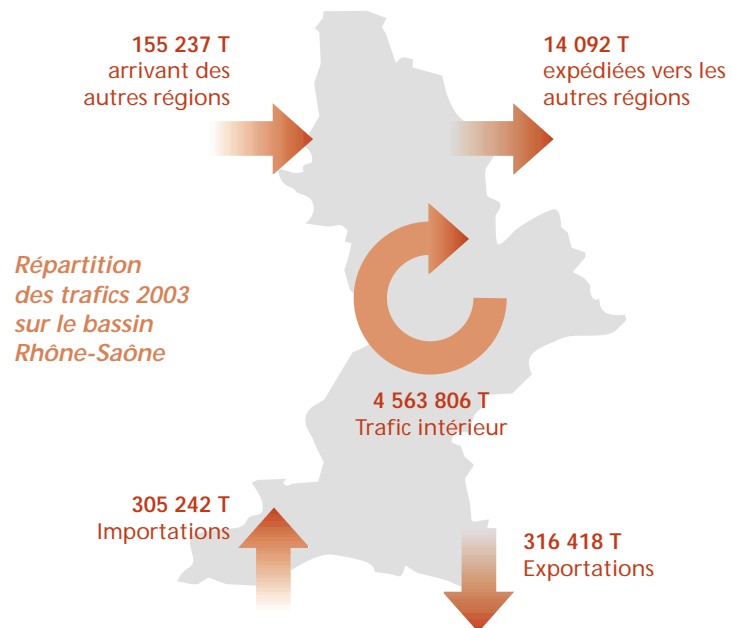 155 237 T
arrivant des
autres régions
14 092 T
expédiées vers les
autres régions
Répartition
des trafics 2003
sur le bassin
Rhône-Saône
4 563 806 T
Trafic intérieur
305 242 T
Importations
316 418 T
Exportations